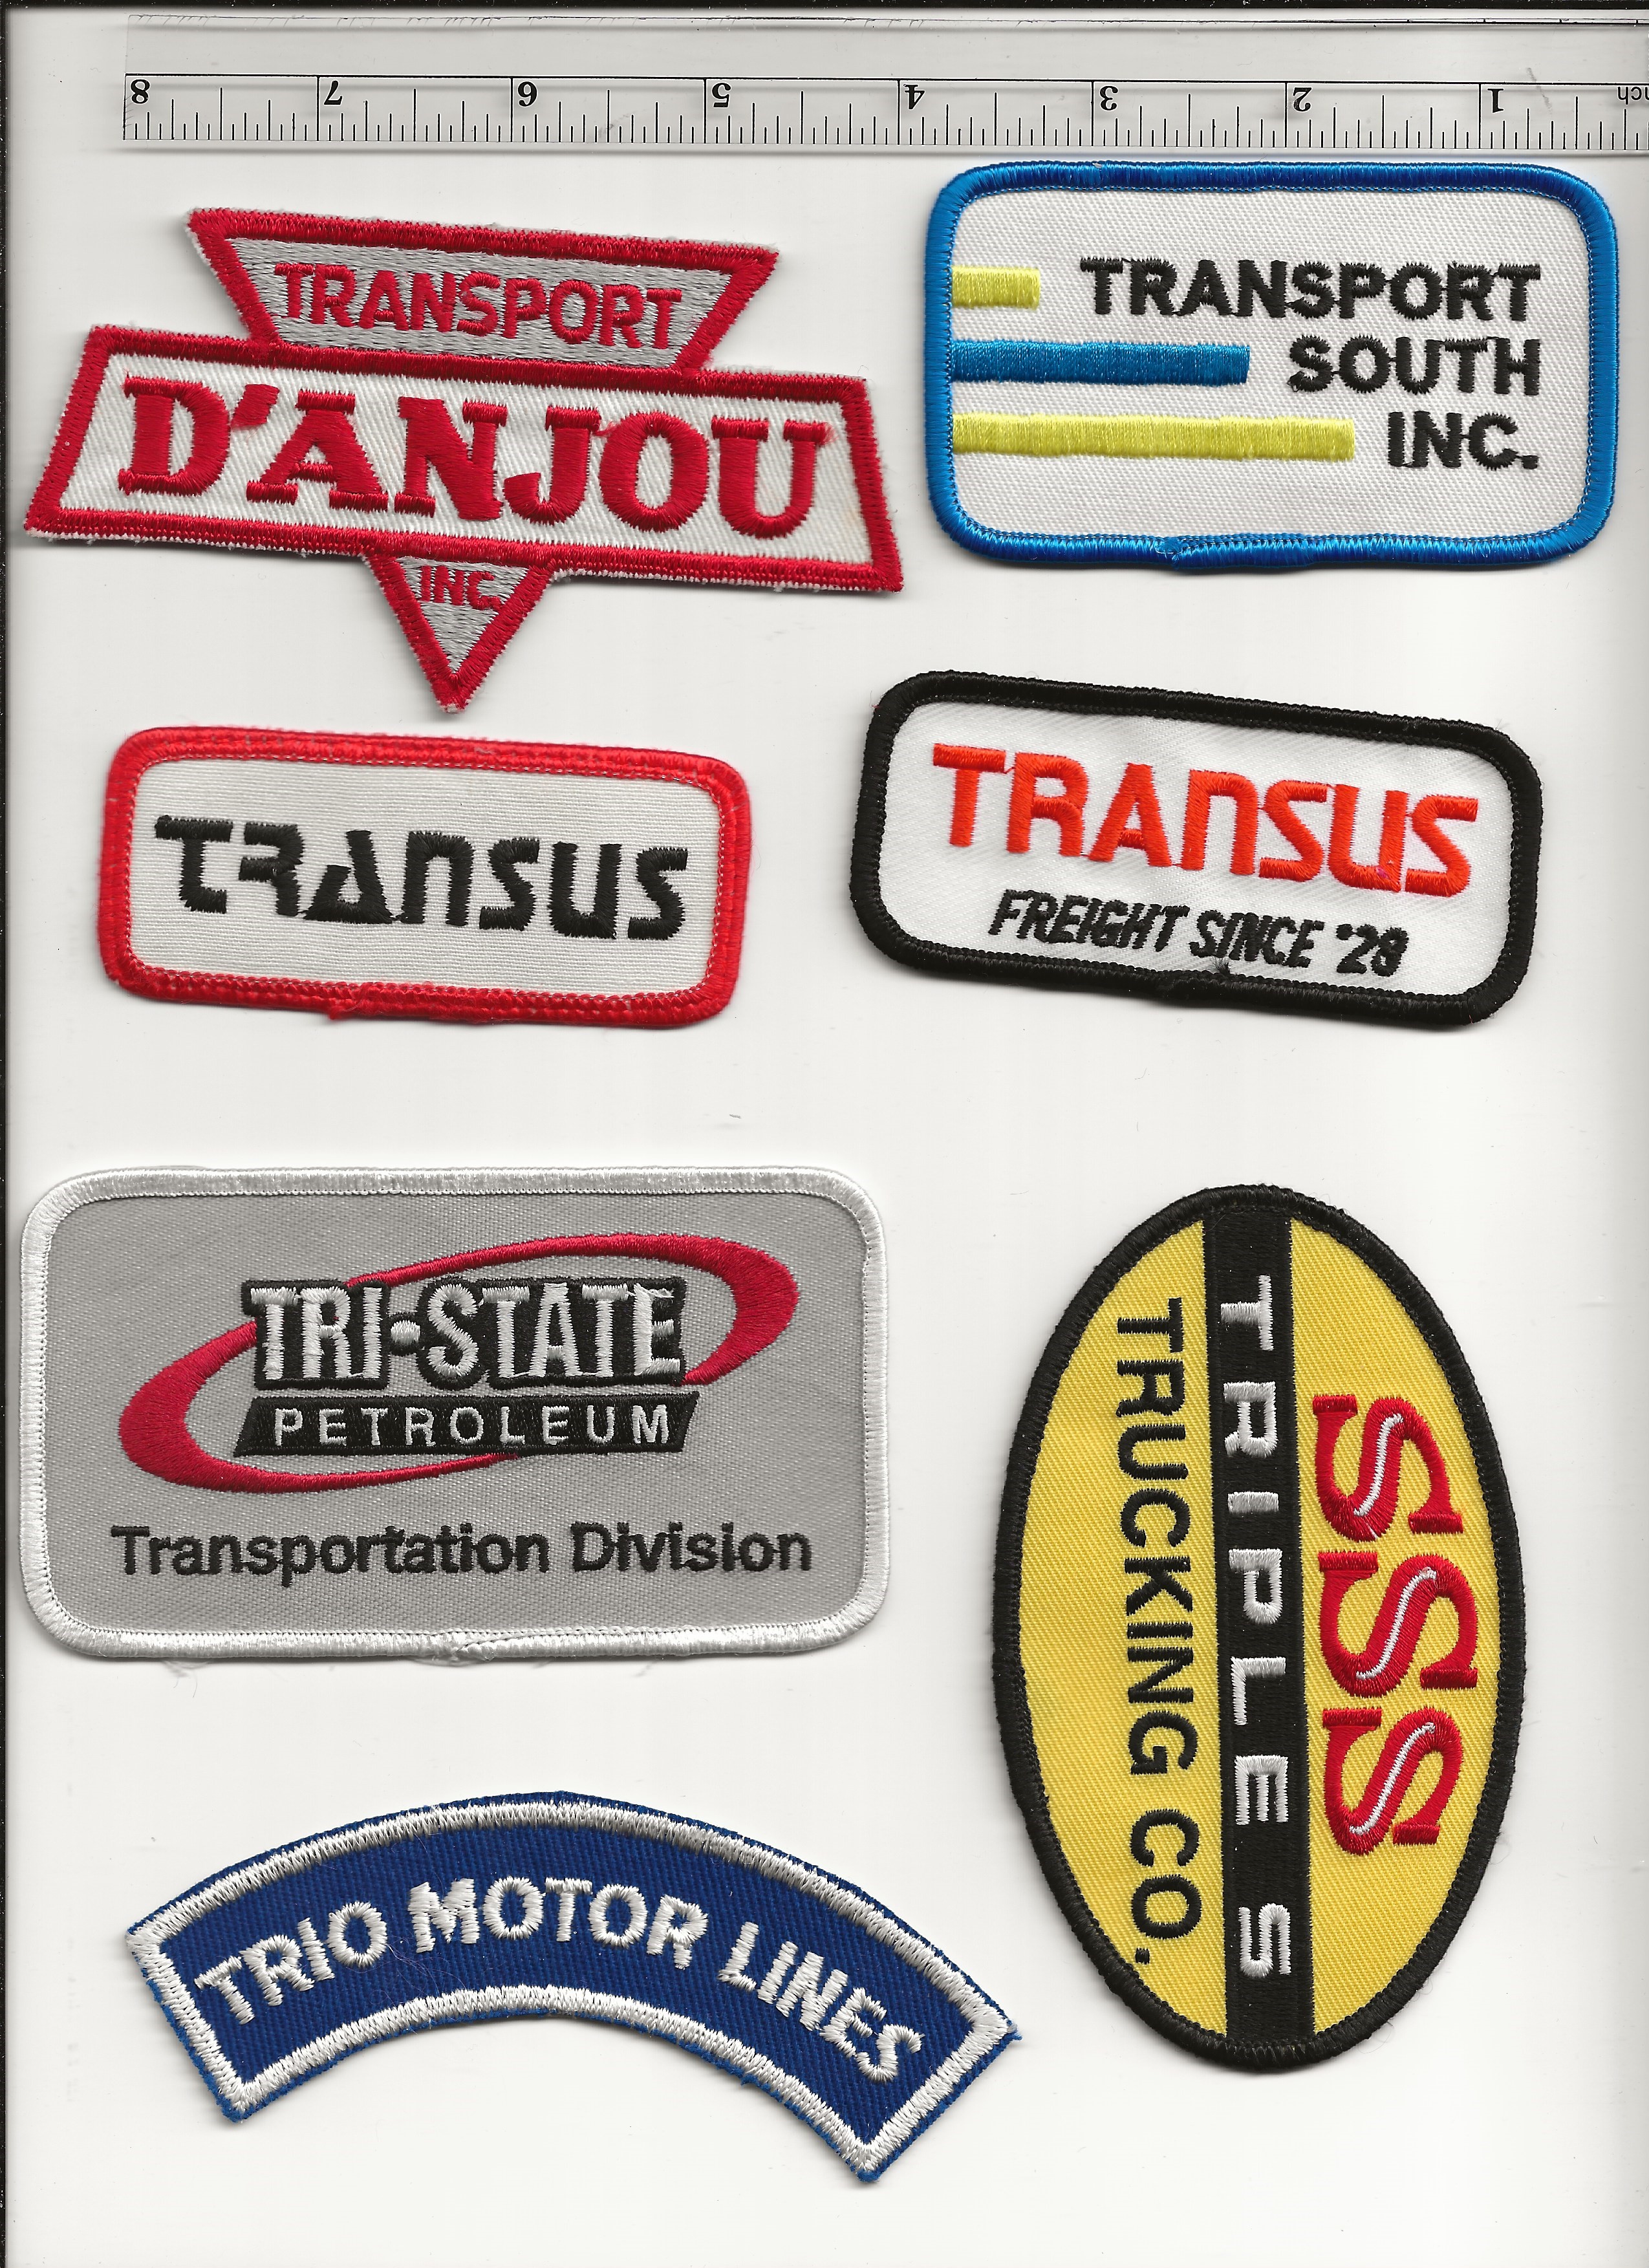 8 7 6 5 4 3 2 1
TRANSPORT
D'ANJOU
INC.
TRANSPORT
SOUTH
INC.
TRANSUS
TRANSUS
FREIGHT SINCE '28
TRI•STATE
PETROLEUM
Transportation Division
SSS
TRIPLE S
TRUCKING CO.
TRIO MOTOR LINES